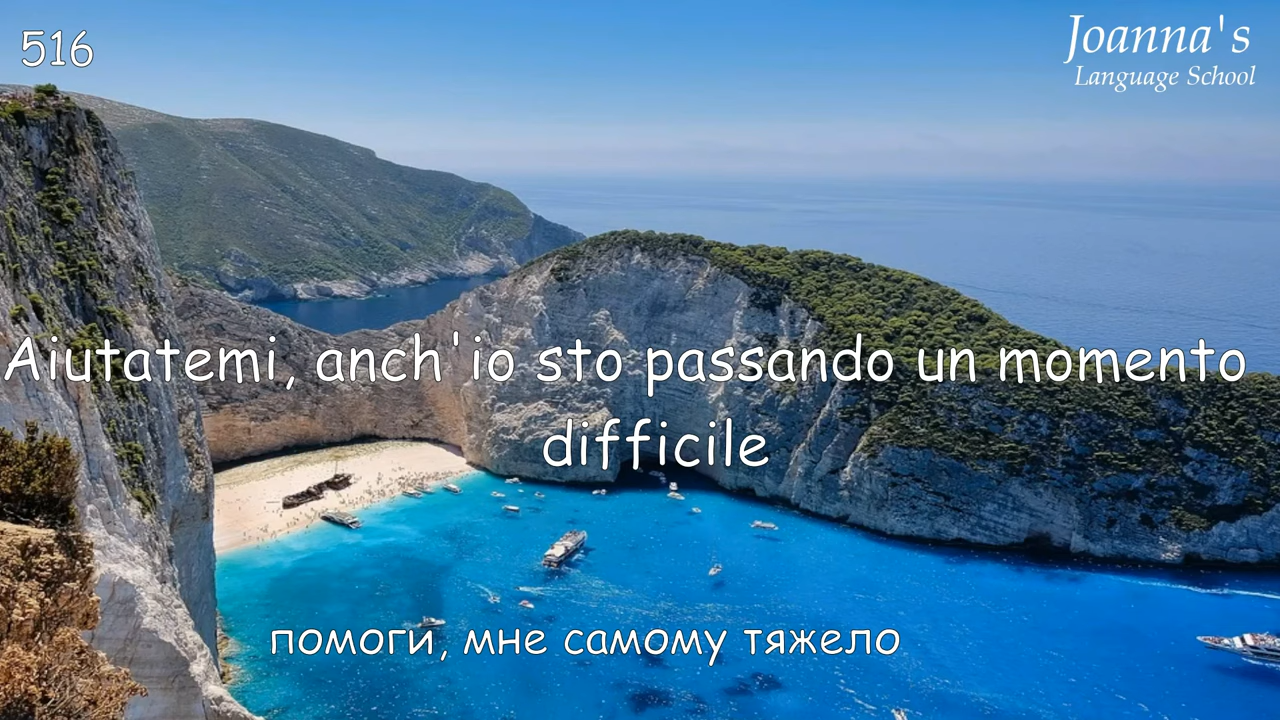 516
Joanna's
Language School
Aiutatemi, anch'io sto passando un momento
difficile
помоги, мне самому тяжело